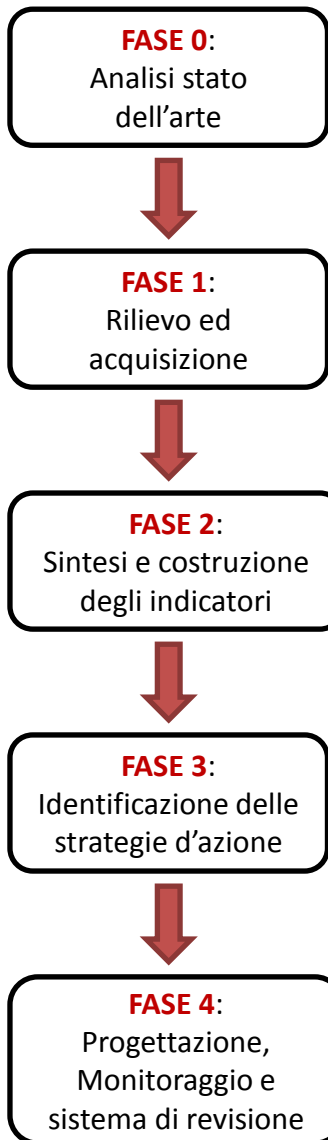 FASE 0:
Analisi stato
dell’arte
FASE 1:
Rilievo ed
acquisizione
FASE 2:
Sintesi e costruzione
degli indicatori
FASE 3:
Identificazione delle
strategie d’azione
FASE 4:
Progettazione,
Monitoraggio e
sistema di revisione